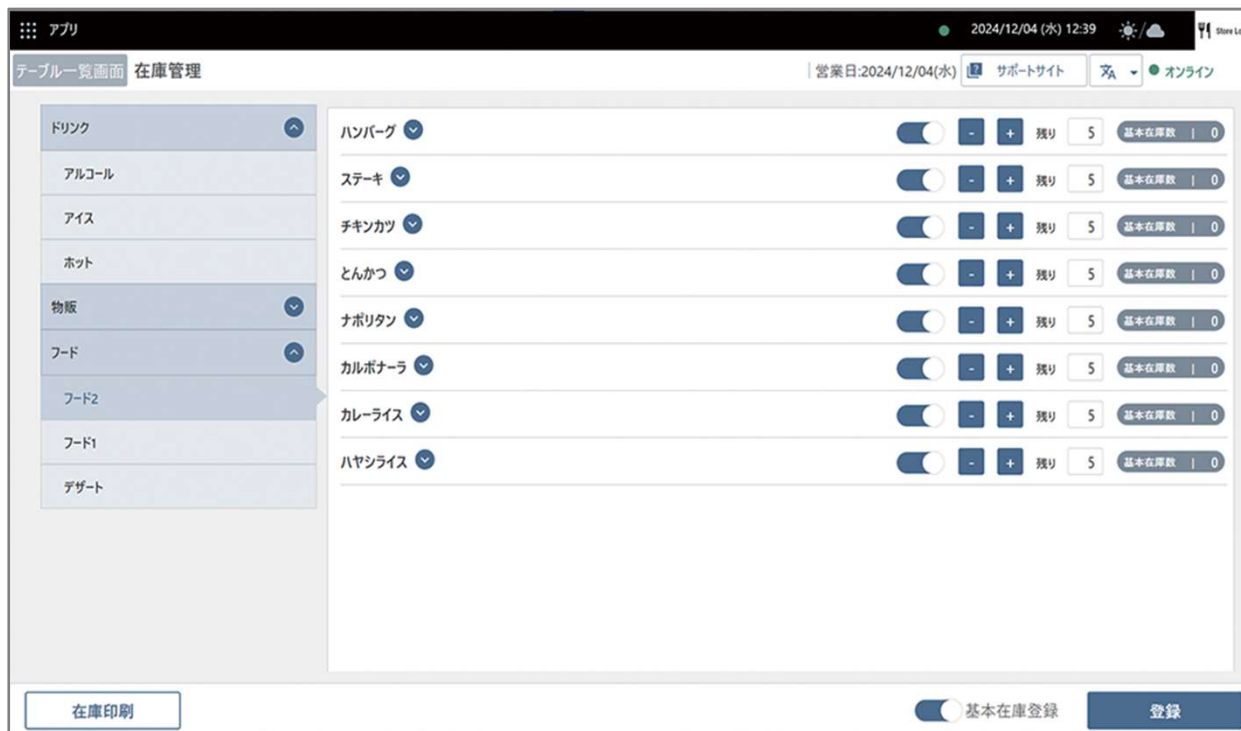 アプリ
2024/12/04 (水) 12:39
テーブル一覧画面 在庫管理
営業日:2024/12/04(水) サポートサイト オンライン
ドリンク
アルコール
アイス
ホット
物販
フード
フード2
フード1
デザート
ハンバーグ - + 残り 5 基本在庫数 | 0
ステーキ - + 残り 5 基本在庫数 | 0
チキンカツ - + 残り 5 基本在庫数 | 0
とんかつ - + 残り 5 基本在庫数 | 0
ナポリタン - + 残り 5 基本在庫数 | 0
カルボナーラ - + 残り 5 基本在庫数 | 0
カレーライス - + 残り 5 基本在庫数 | 0
ハヤシライス - + 残り 5 基本在庫数 | 0
在庫印刷 基本在庫登録 登録